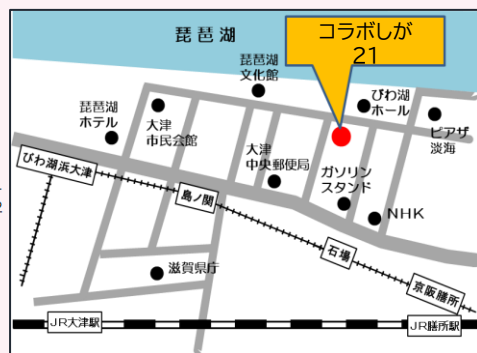 琵琶湖
コラボしが
21
琵琶湖
文化館
びわ湖
ホール
琵琶湖
ホテル
大津
市民会館
ピアザ
淡海
大津
中央郵便局
ガソリン
スタンド
びわ湖浜大津
島ノ関
NHK
石場
滋賀県庁
京阪膳所
JR大津駅
JR膳所駅